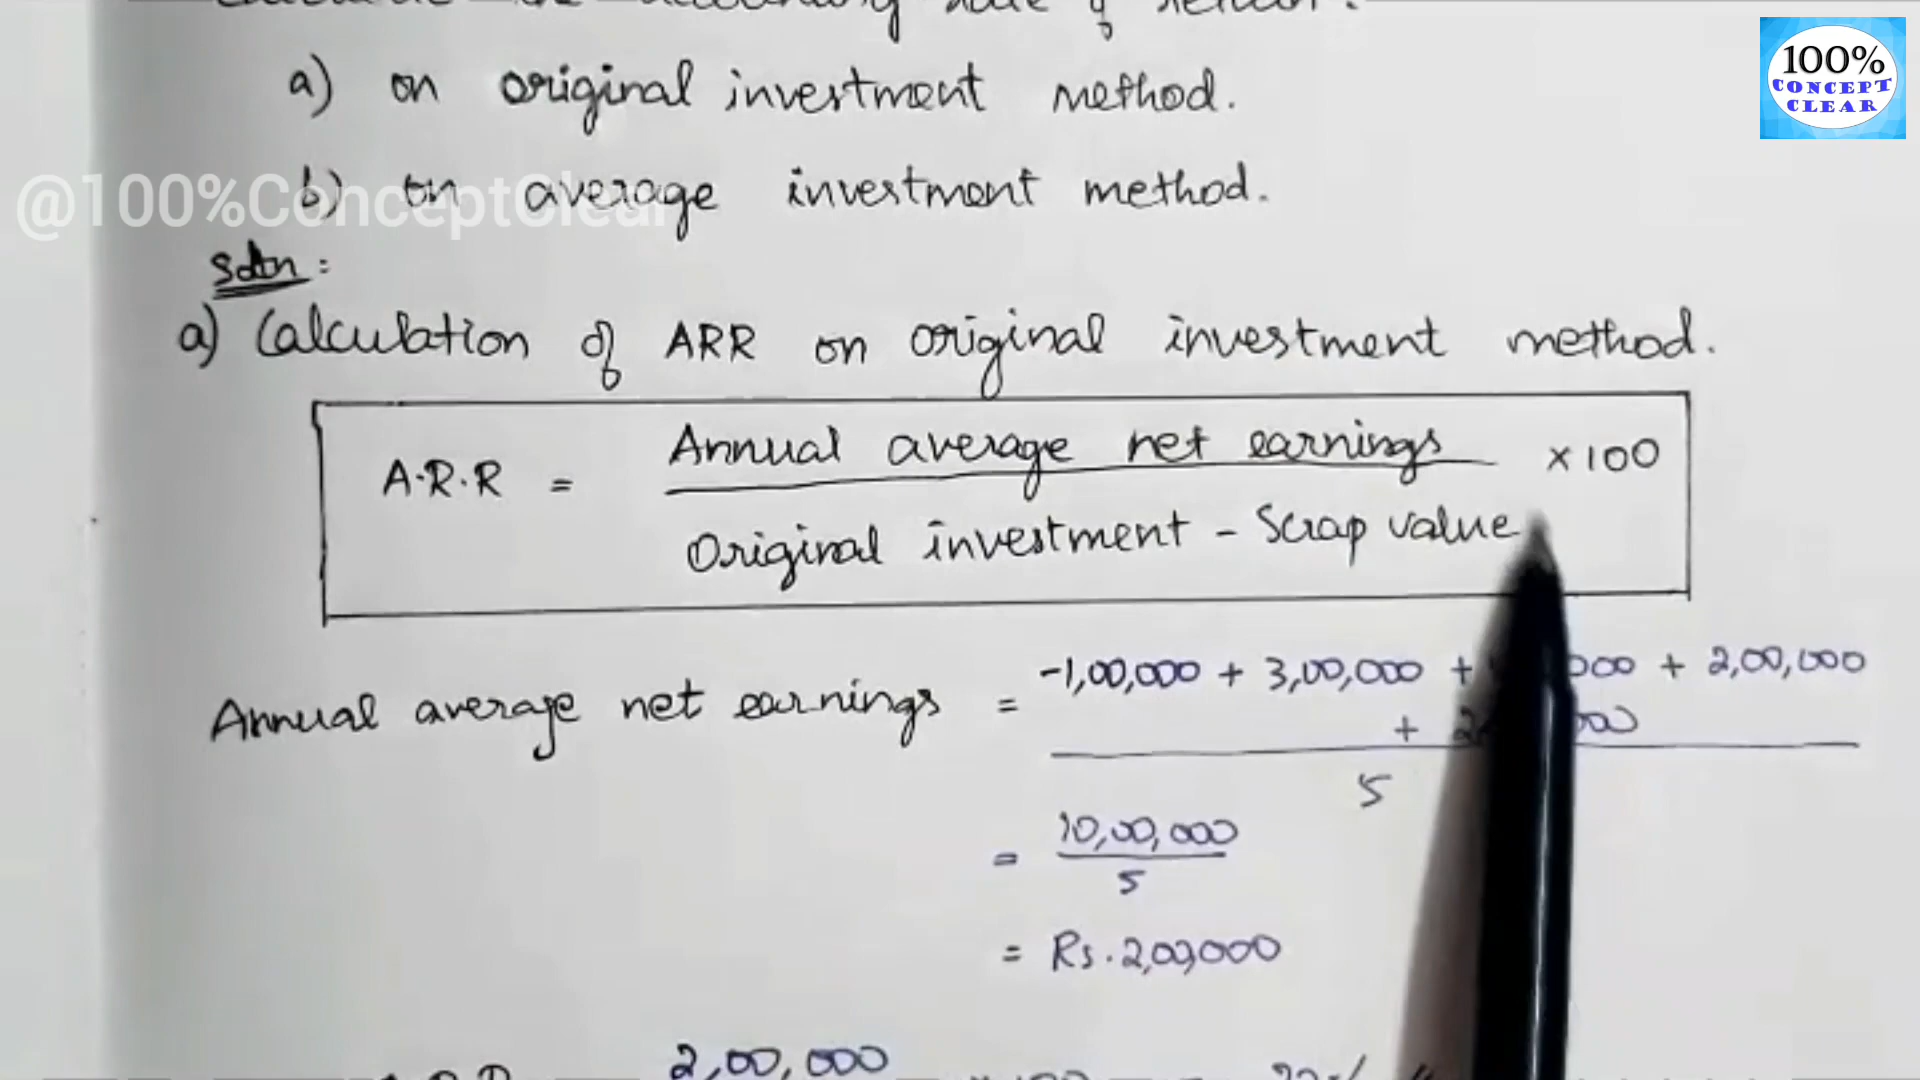 a) on original investment method.
b) on average investment method.
@100%ConceptClear
Soln:
a) Calculation of ARR on original investment method.
A.R.R = Annual average net earnings × 100
Original investment - Scrap value
Annual average net earnings = -1,00,000 + 3,00,000 + + 2,00,000
+
5
= 10,00,000
5
= Rs. 2,00,000
2,00,000
100%
CONCEPT
CLEAR